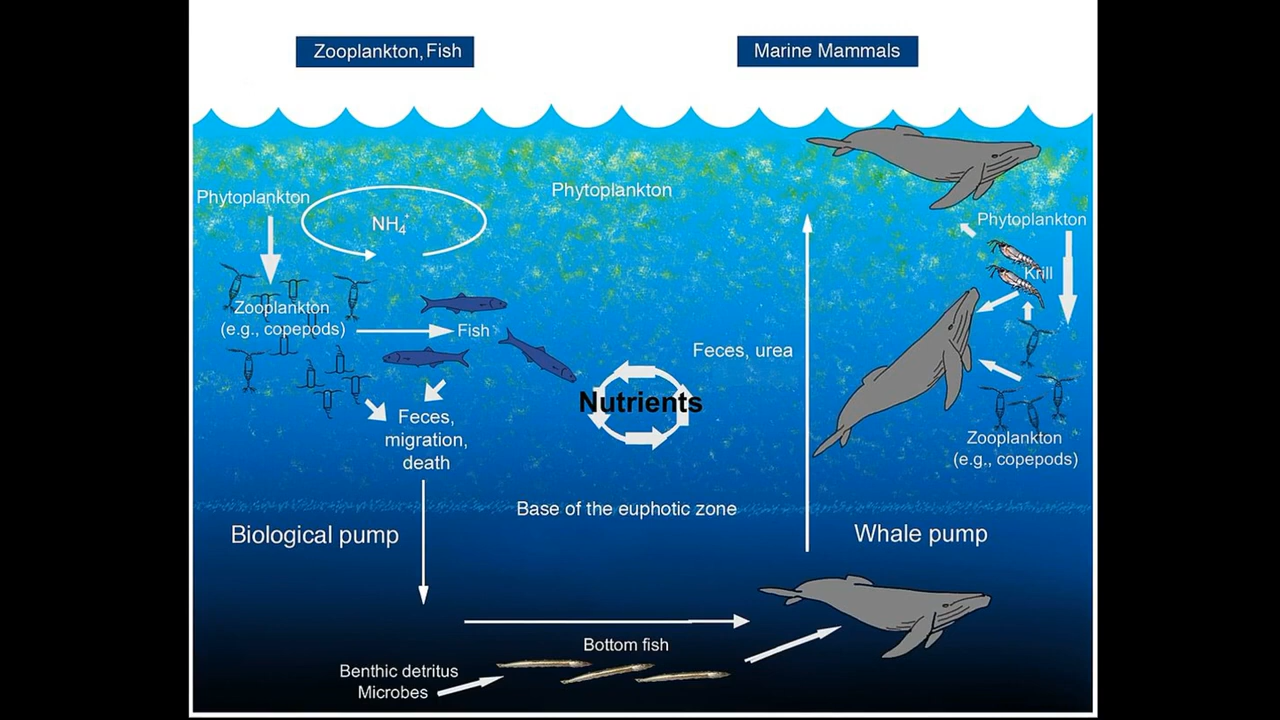 Zooplankton, Fish
Marine Mammals
Phytoplankton
NH₄⁺
Phytoplankton
Phytoplankton
Krill
Zooplankton
(e.g., copepods)
Fish
Feces, urea
Nutrients
Feces,
migration,
death
Zooplankton
(e.g., copepods)
Base of the euphotic zone
Biological pump
Whale pump
Bottom fish
Benthic detritus
Microbes